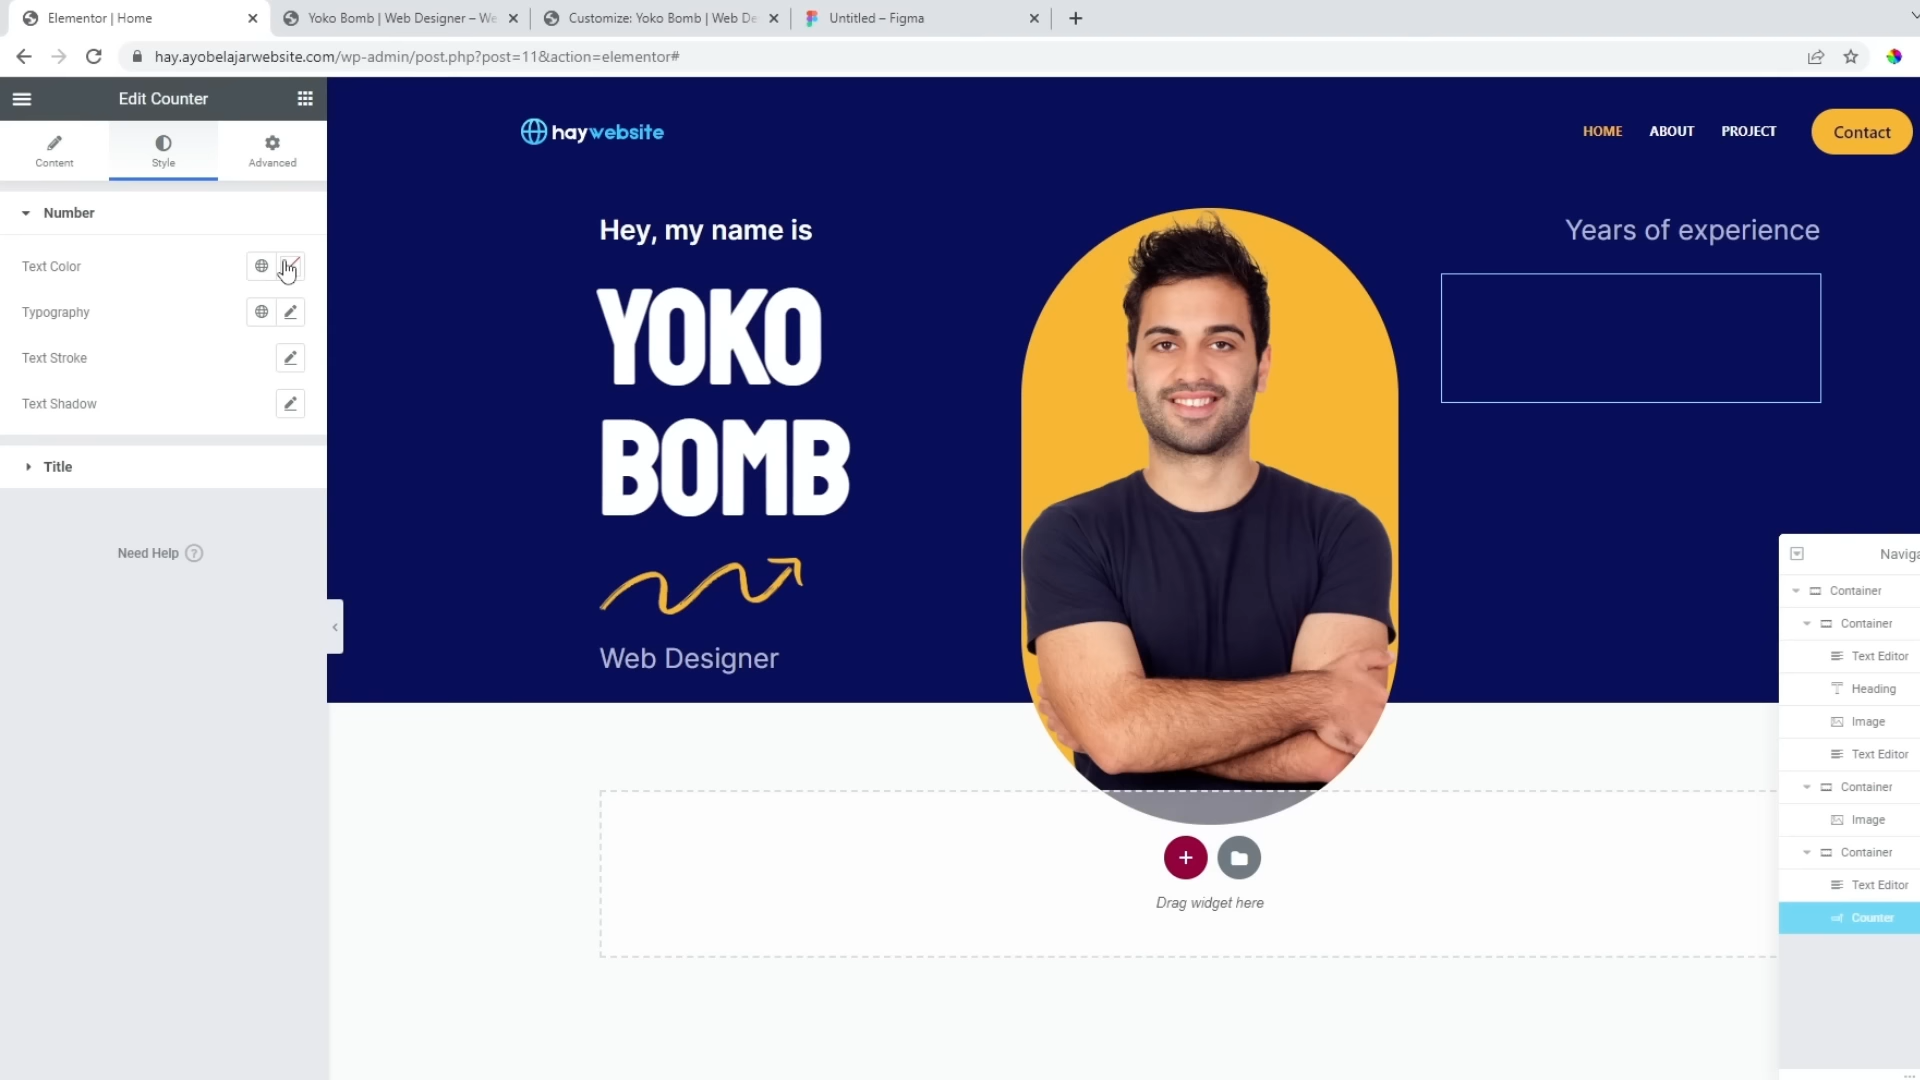 Elementor | Home
Yoko Bomb | Web Designer – We
Customize: Yoko Bomb | Web De
Untitled – Figma
hay.ayobelajarwebsite.com/wp-admin/post.php?post=11&action=elementor#
Edit Counter
Content
Style
Advanced
Number
Text Color
Typography
Text Stroke
Text Shadow
Title
Need Help ?
haywebsite
HOME
ABOUT
PROJECT
Contact
Hey, my name is
YOKO
BOMB
Web Designer
Years of experience
Drag widget here
Naviga
Container
Container
Text Editor
Heading
Image
Text Editor
Container
Image
Container
Text Editor
Counter